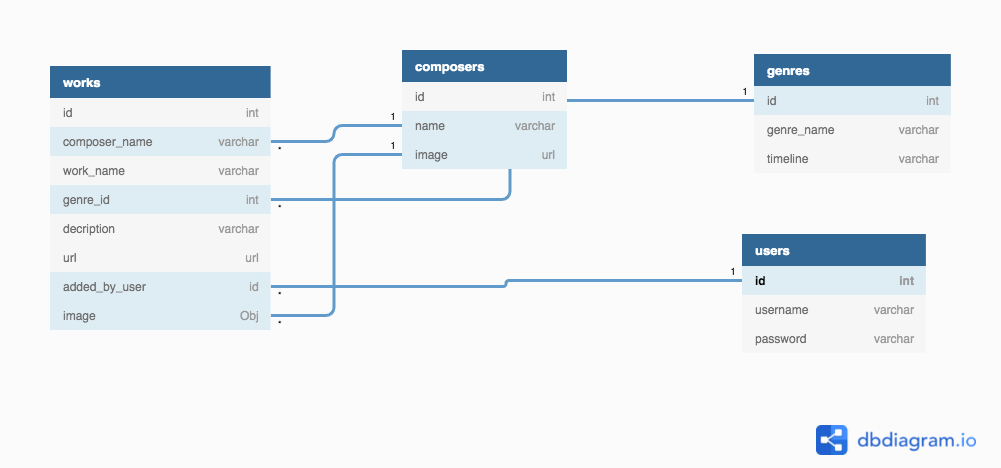 works
id int
composer_name varchar
work_name varchar
genre_id int
decription varchar
url url
added_by_user id
image Obj
composers
id int
name varchar
image url
genres
id int
genre_name varchar
timeline varchar
users
id int
username varchar
password varchar
1
1
1
1
*
*
*
*
dbdiagram.io